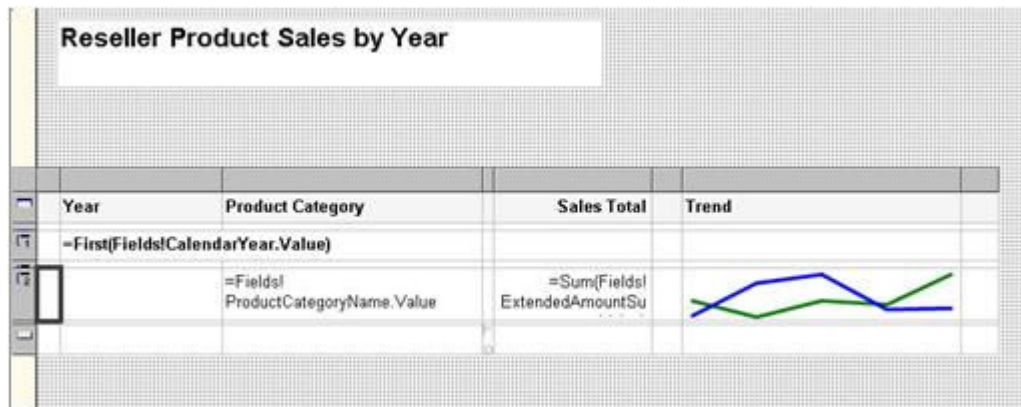 Reseller Product Sales by Year
Year Product Category Sales Total Trend
=First(Fields!CalendarYear.Value)
=Fields! =Sum(Fields!
ProductCategoryName.Value ExtendedAmountSu